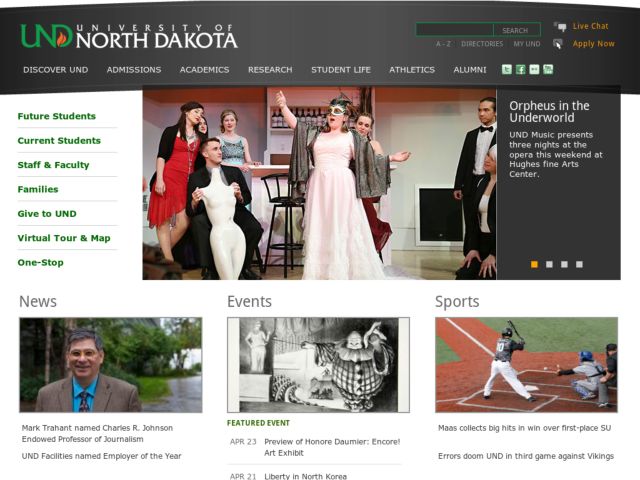 UND UNIVERSITY OF
NORTH DAKOTA
SEARCH
Live Chat
A - Z DIRECTORIES MY UND
Apply Now
DISCOVER UND ADMISSIONS ACADEMICS RESEARCH STUDENT LIFE ATHLETICS ALUMNI
Future Students
Current Students
Staff & Faculty
Families
Give to UND
Virtual Tour & Map
One-Stop
Orpheus in the
Underworld
UND Music presents
three nights at the
opera this weekend at
Hughes fine Arts
Center.
News
Mark Trahant named Charles R. Johnson
Endowed Professor of Journalism
UND Facilities named Employer of the Year
Events
FEATURED EVENT
APR 23 Preview of Honore Daumier: Encore!
Art Exhibit
APR 21 Liberty in North Korea
Sports
Maas collects big hits in win over first-place SU
Errors doom UND in third game against Vikings